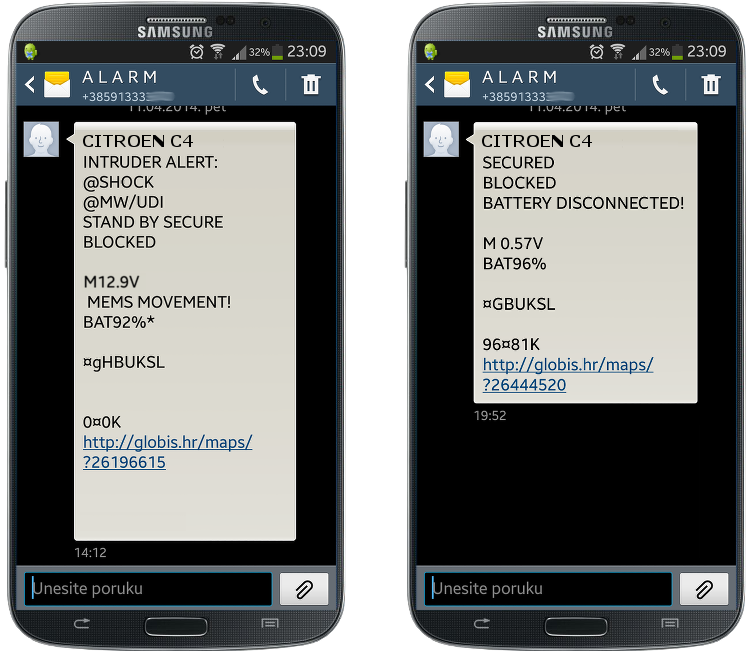 SAMSUNG
32% 23:09
ALARM
+38591333
11.04.2014. pet
CITROEN C4
INTRUDER ALERT:
@SHOCK
@MW/UDI
STAND BY SECURE
BLOCKED
M12.9V
MEMS MOVEMENT!
BAT92%*
¤gHBUKSL
0¤0K
http://globis.hr/maps/
?26196615
14:12
Unesite poruku
SAMSUNG
32% 23:09
ALARM
+38591333
11.04.2014. pet
CITROEN C4
SECURED
BLOCKED
BATTERY DISCONNECTED!
M 0.57V
BAT96%
¤GBUKSL
96¤81K
http://globis.hr/maps/
?26444520
19:52
Unesite poruku